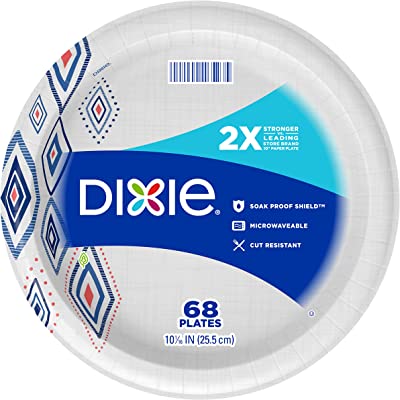 2X STRONGER
VS.
LEADING
STORE BRAND
10" PAPER PLATE
DIXIE®
SOAK PROOF SHIELD™
MICROWAVEABLE
CUT RESISTANT
68
PLATES
10 1/16 IN (25.5 cm)